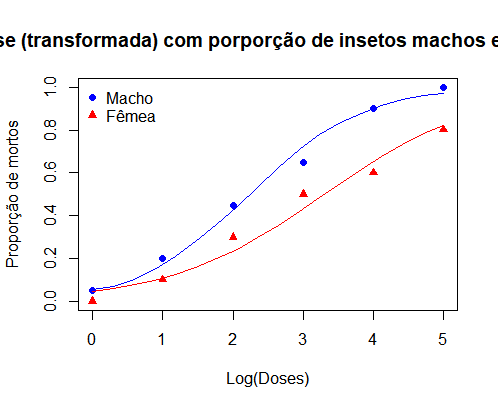 se (transformada) com porporção de insetos machos e
Macho
Fêmea
Proporção de mortos
1.0
0.8
0.6
0.4
0.2
0.0
0 1 2 3 4 5
Log(Doses)